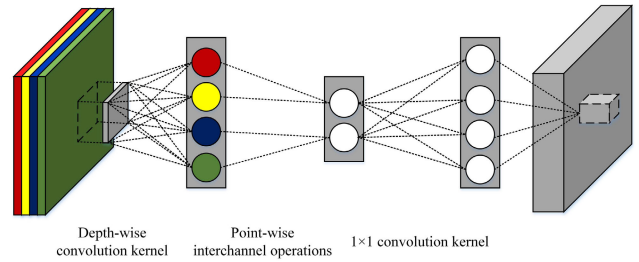 Depth-wise
convolution kernel
Point-wise
interchannel operations
1×1 convolution kernel